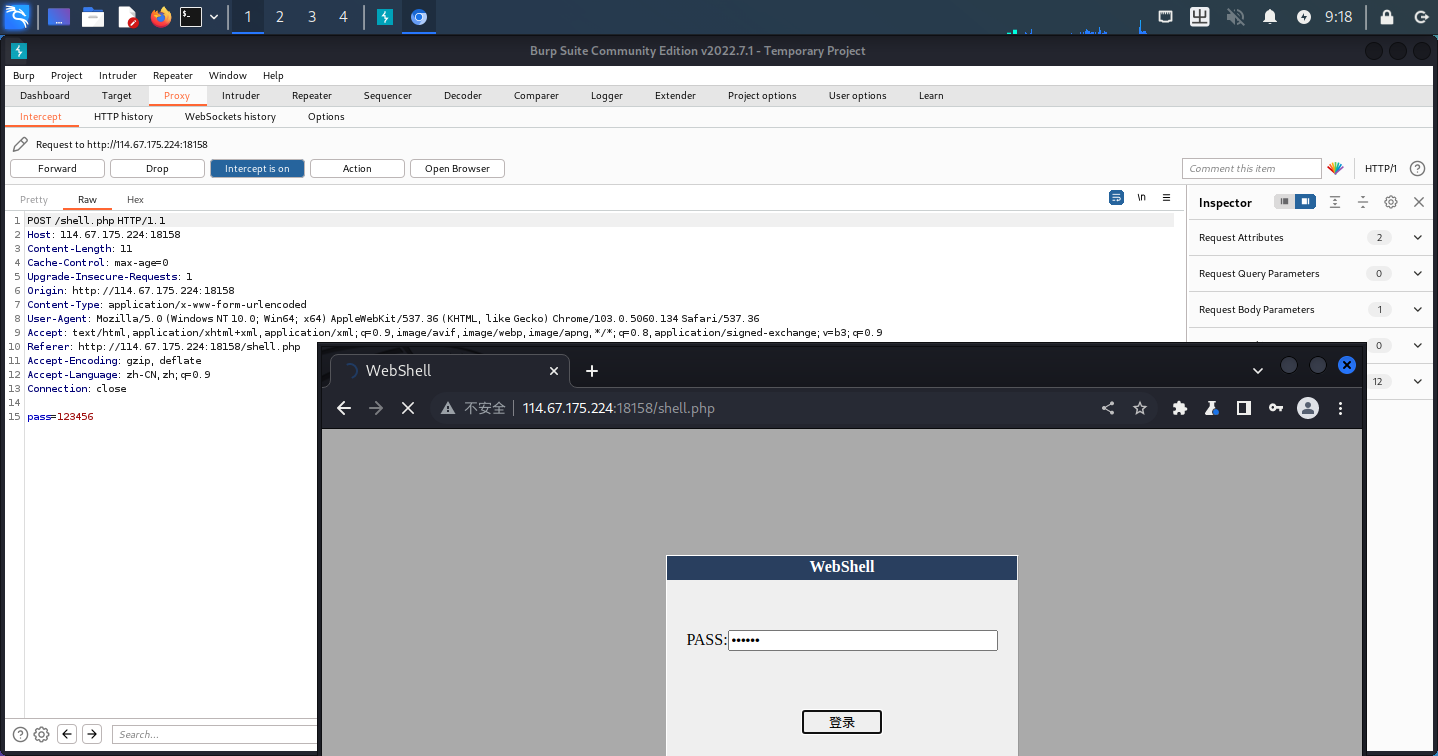 1 2 3 4
9:18
Burp Suite Community Edition v2022.7.1 - Temporary Project
Burp Project Intruder Repeater Window Help
Dashboard Target Proxy Intruder Repeater Sequencer Decoder Comparer Logger Extender Project options User options Learn
Intercept HTTP history WebSockets history Options
Request to http://114.67.175.224:18158
Forward Drop Intercept is on Action Open Browser Comment this item HTTP/1
Pretty Raw Hex \n
Inspector
1 POST /shell.php HTTP/1.1
2 Host: 114.67.175.224:18158
3 Content-Length: 11
4 Cache-Control: max-age=0
5 Upgrade-Insecure-Requests: 1
6 Origin: http://114.67.175.224:18158
7 Content-Type: application/x-www-form-urlencoded
8 User-Agent: Mozilla/5.0 (Windows NT 10.0; Win64; x64) AppleWebKit/537.36 (KHTML, like Gecko) Chrome/103.0.5060.134 Safari/537.36
9 Accept: text/html,application/xhtml+xml,application/xml;q=0.9,image/avif,image/webp,image/apng,*/*;q=0.8,application/signed-exchange;v=b3;q=0.9
10 Referer: http://114.67.175.224:18158/shell.php
11 Accept-Encoding: gzip, deflate
12 Accept-Language: zh-CN,zh;q=0.9
13 Connection: close
14
15 pass=123456
Request Attributes 2
Request Query Parameters 0
Request Body Parameters 1
0
12
WebShell
不安全 114.67.175.224:18158/shell.php
WebShell
PASS:••••••
登录
Search...